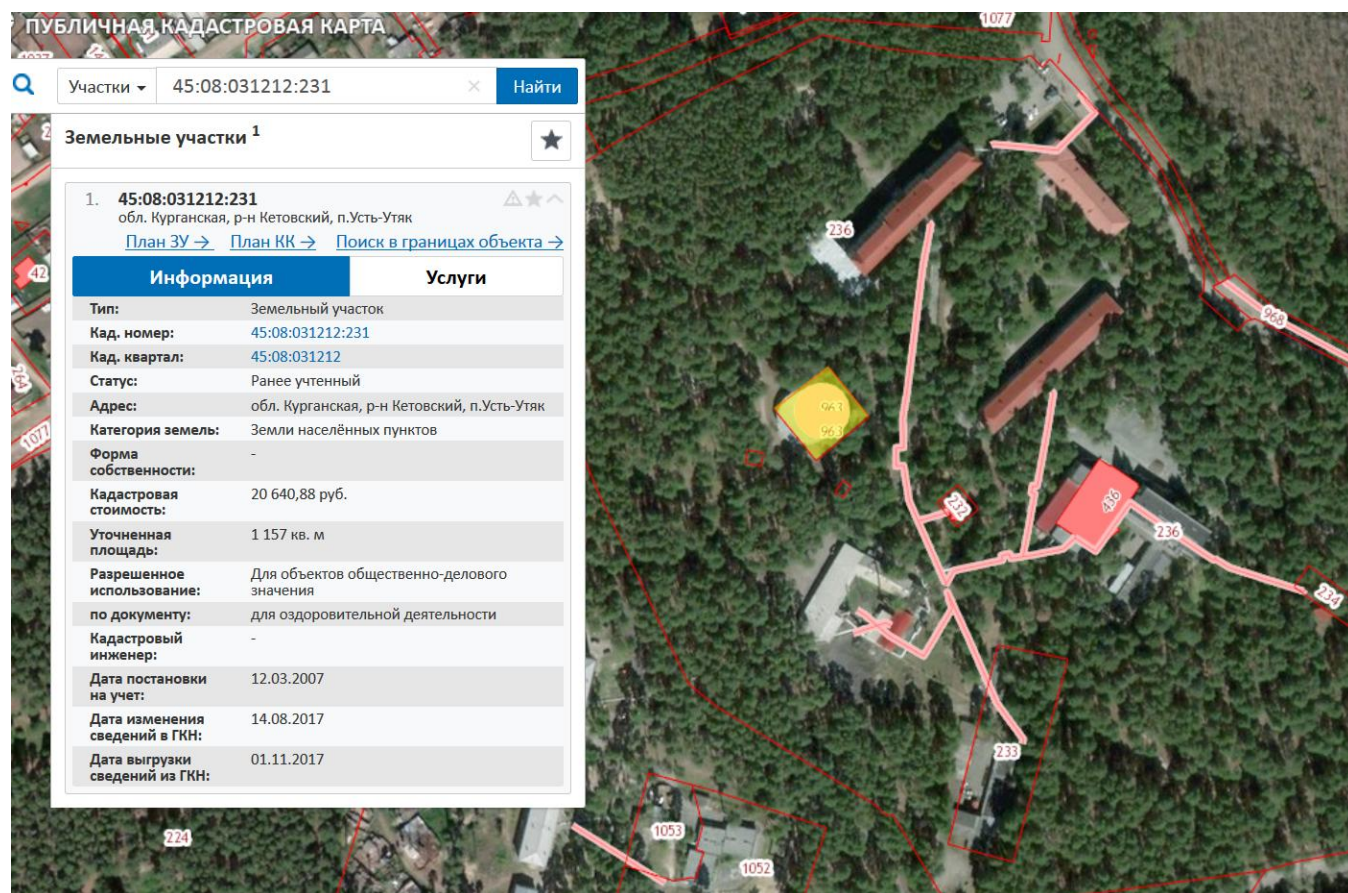 ПУБЛИЧНАЯ КАДАСТРОВАЯ КАРТА
Участки 45:08:031212:231 × Найти
Земельные участки 1
1. 45:08:031212:231
обл. Курганская, р-н Кетовский, п.Усть-Утяк
План ЗУ → План КК → Поиск в границах объекта →
Информация Услуги
Тип: Земельный участок
Кад. номер: 45:08:031212:231
Кад. квартал: 45:08:031212
Статус: Ранее учтенный
Адрес: обл. Курганская, р-н Кетовский, п.Усть-Утяк
Категория земель: Земли населённых пунктов
Форма
собственности: -
Кадастровая
стоимость: 20 640,88 руб.
Уточненная
площадь: 1 157 кв. м
Разрешенное
использование: Для объектов общественно-делового
значения
по документу: для оздоровительной деятельности
Кадастровый
инженер: -
Дата постановки
на учет: 12.03.2007
Дата изменения
сведений в ГКН: 14.08.2017
Дата выгрузки
сведений из ГКН: 01.11.2017
1077
236
968
42
264
1077
963
963
232
436
236
234
233
224
1053
1052